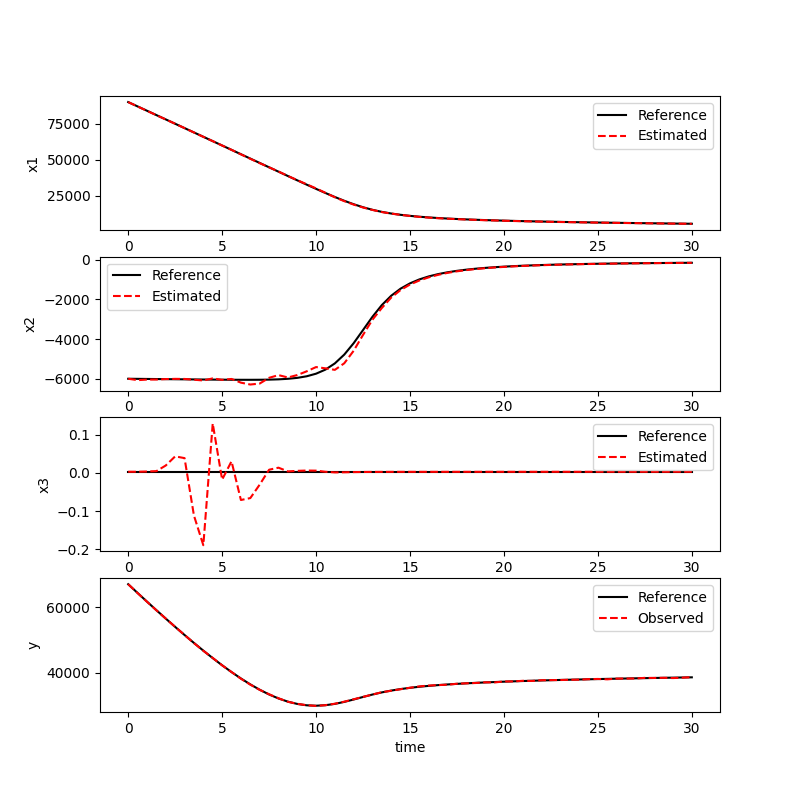 75000
50000
25000
x1
Reference
Estimated
0 5 10 15 20 25 30
0
−2000
−4000
−6000
x2
Reference
Estimated
0 5 10 15 20 25 30
0.1
0.0
−0.1
−0.2
x3
Reference
Estimated
0 5 10 15 20 25 30
60000
40000
y
Reference
Observed
0 5 10 15 20 25 30
time